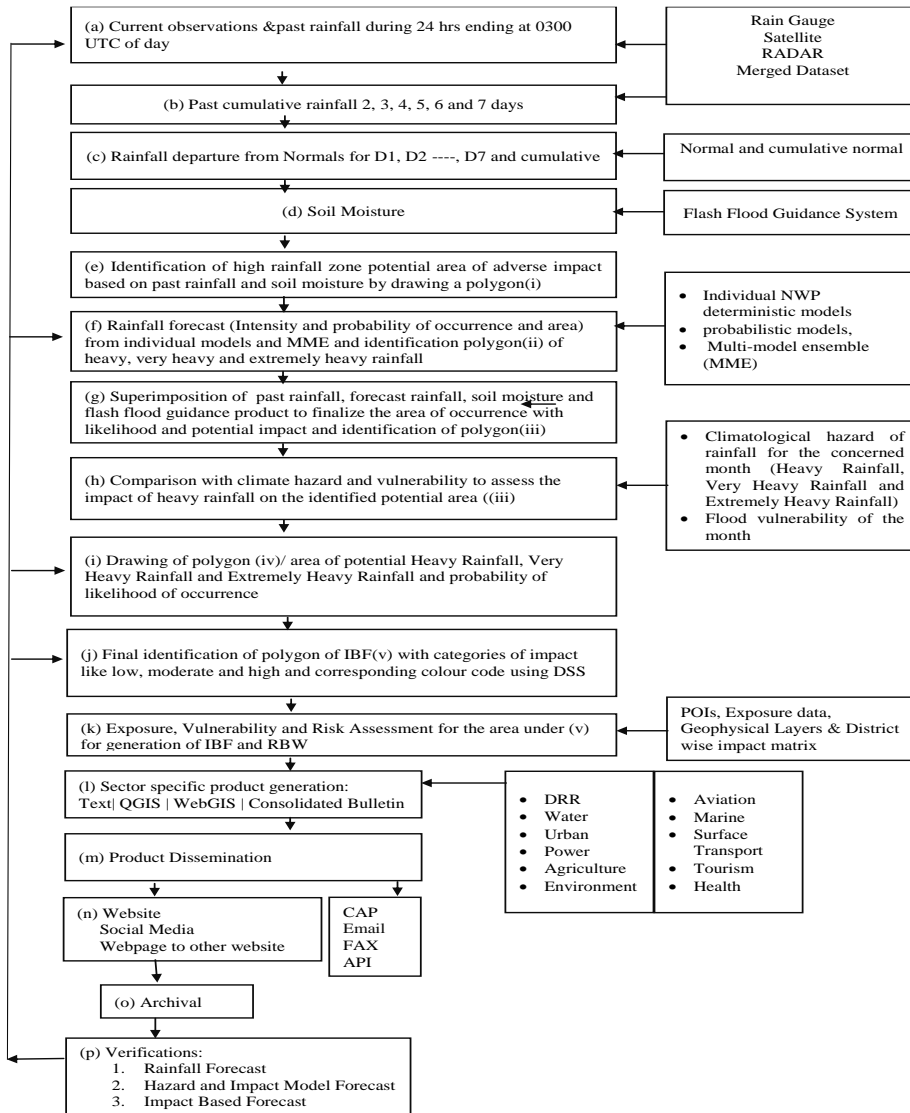 (a) Current observations &past rainfall during 24 hrs ending at 0300
UTC of day
Rain Gauge
Satellite
RADAR
Merged Dataset
(b) Past cumulative rainfall 2, 3, 4, 5, 6 and 7 days
(c) Rainfall departure from Normals for D1, D2 ----, D7 and cumulative
Normal and cumulative normal
(d) Soil Moisture
Flash Flood Guidance System
(e) Identification of high rainfall zone potential area of adverse impact
based on past rainfall and soil moisture by drawing a polygon(i)
(f) Rainfall forecast (Intensity and probability of occurrence and area)
from individual models and MME and identification polygon(ii) of
heavy, very heavy and extremely heavy rainfall
• Individual NWP
deterministic models
• probabilistic models,
• Multi-model ensemble
(MME)
(g) Superimposition of past rainfall, forecast rainfall, soil moisture and
flash flood guidance product to finalize the area of occurrence with
likelihood and potential impact and identification of polygon(iii)
(h) Comparison with climate hazard and vulnerability to assess the
impact of heavy rainfall on the identified potential area ((iii)
• Climatological hazard of
rainfall for the concerned
month (Heavy Rainfall,
Very Heavy Rainfall and
Extremely Heavy Rainfall)
• Flood vulnerability of the
month
(i) Drawing of polygon (iv)/ area of potential Heavy Rainfall, Very
Heavy Rainfall and Extremely Heavy Rainfall and probability of
likelihood of occurrence
(j) Final identification of polygon of IBF(v) with categories of impact
like low, moderate and high and corresponding colour code using DSS
(k) Exposure, Vulnerability and Risk Assessment for the area under (v)
for generation of IBF and RBW
POIs, Exposure data,
Geophysical Layers & District
wise impact matrix
(l) Sector specific product generation:
Text| QGIS | WebGIS | Consolidated Bulletin
• DRR
• Water
• Urban
• Power
• Agriculture
• Environment
• Aviation
• Marine
• Surface
Transport
• Tourism
• Health
(m) Product Dissemination
(n) Website
Social Media
Webpage to other website
CAP
Email
FAX
API
(o) Archival
(p) Verifications:
1. Rainfall Forecast
2. Hazard and Impact Model Forecast
3. Impact Based Forecast